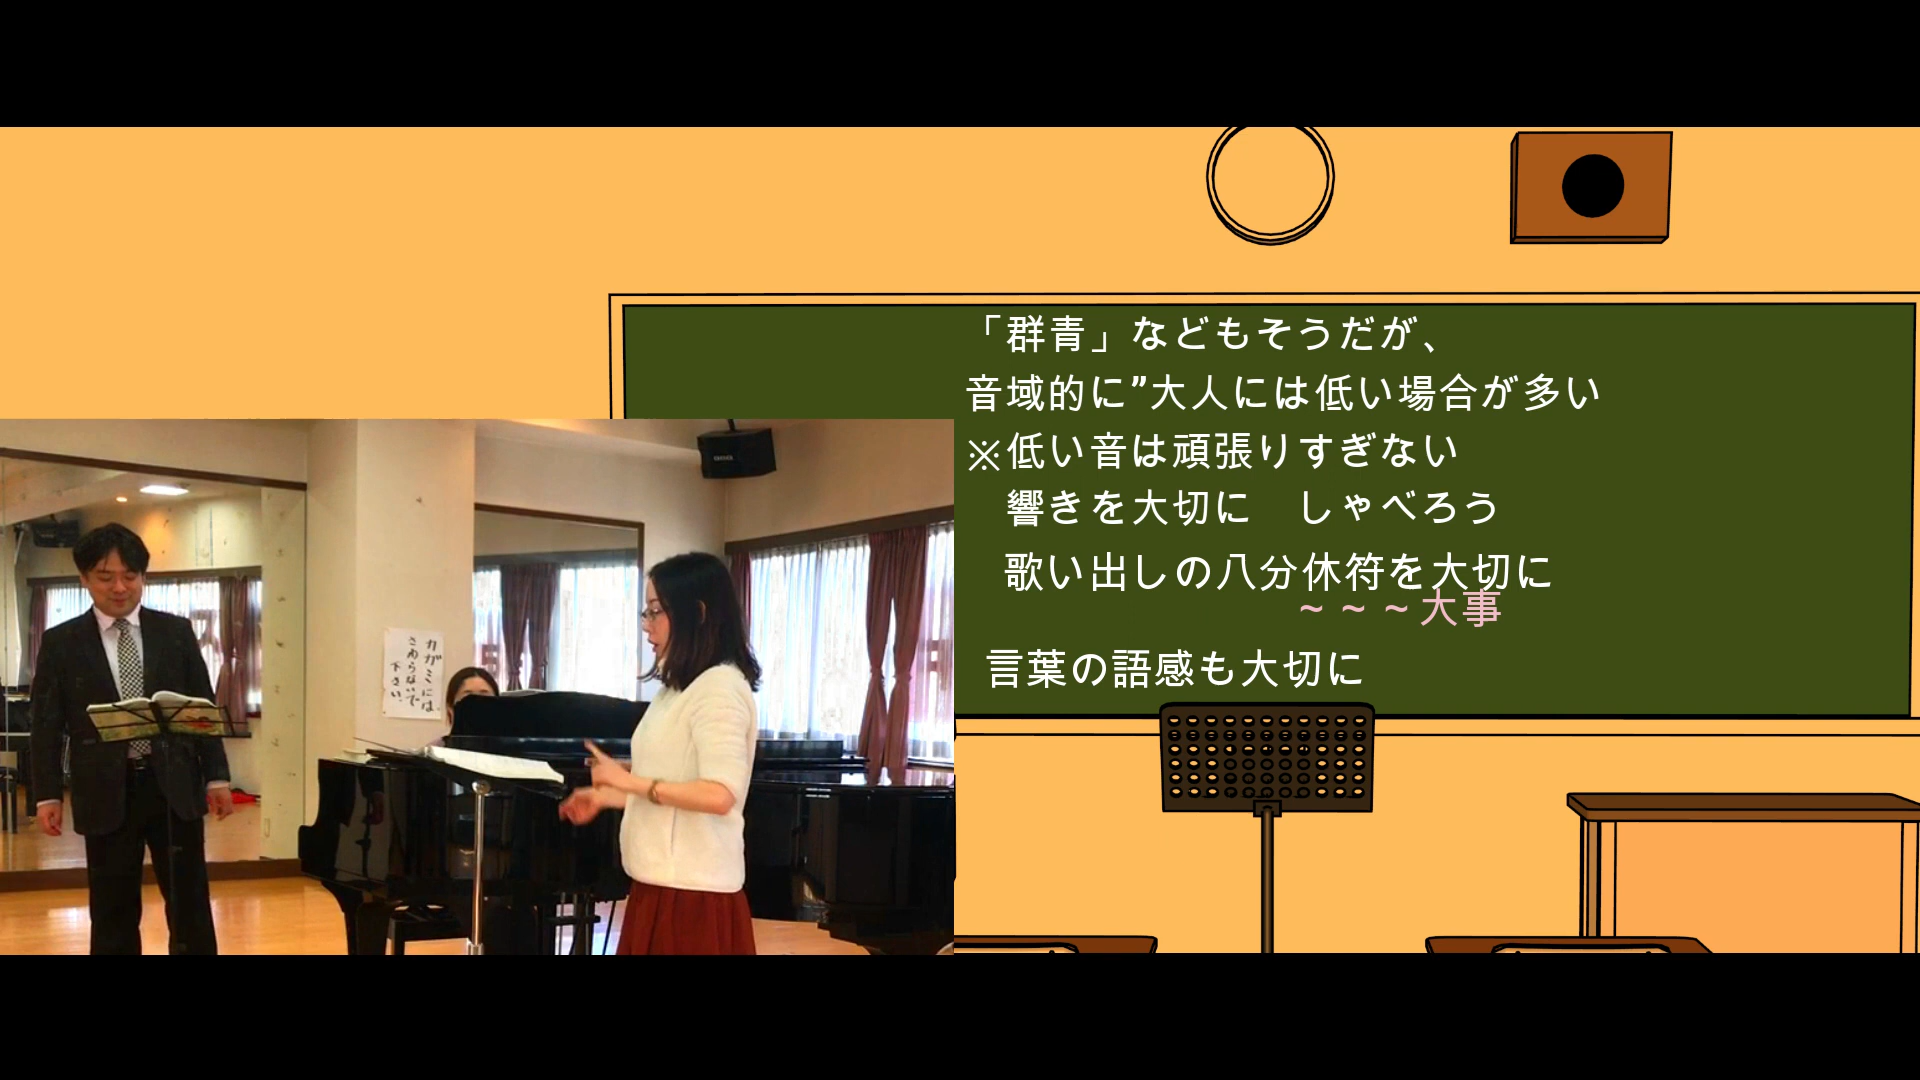 「群青」などもそうだが、
音域的に”大人には低い場合が多い
※低い音は頑張りすぎない
響きを大切に　しゃべろう
歌い出しの八分休符を大切に
~ ~ ~ 大事
言葉の語感も大切に
カガミには
さわらないで
下さい。